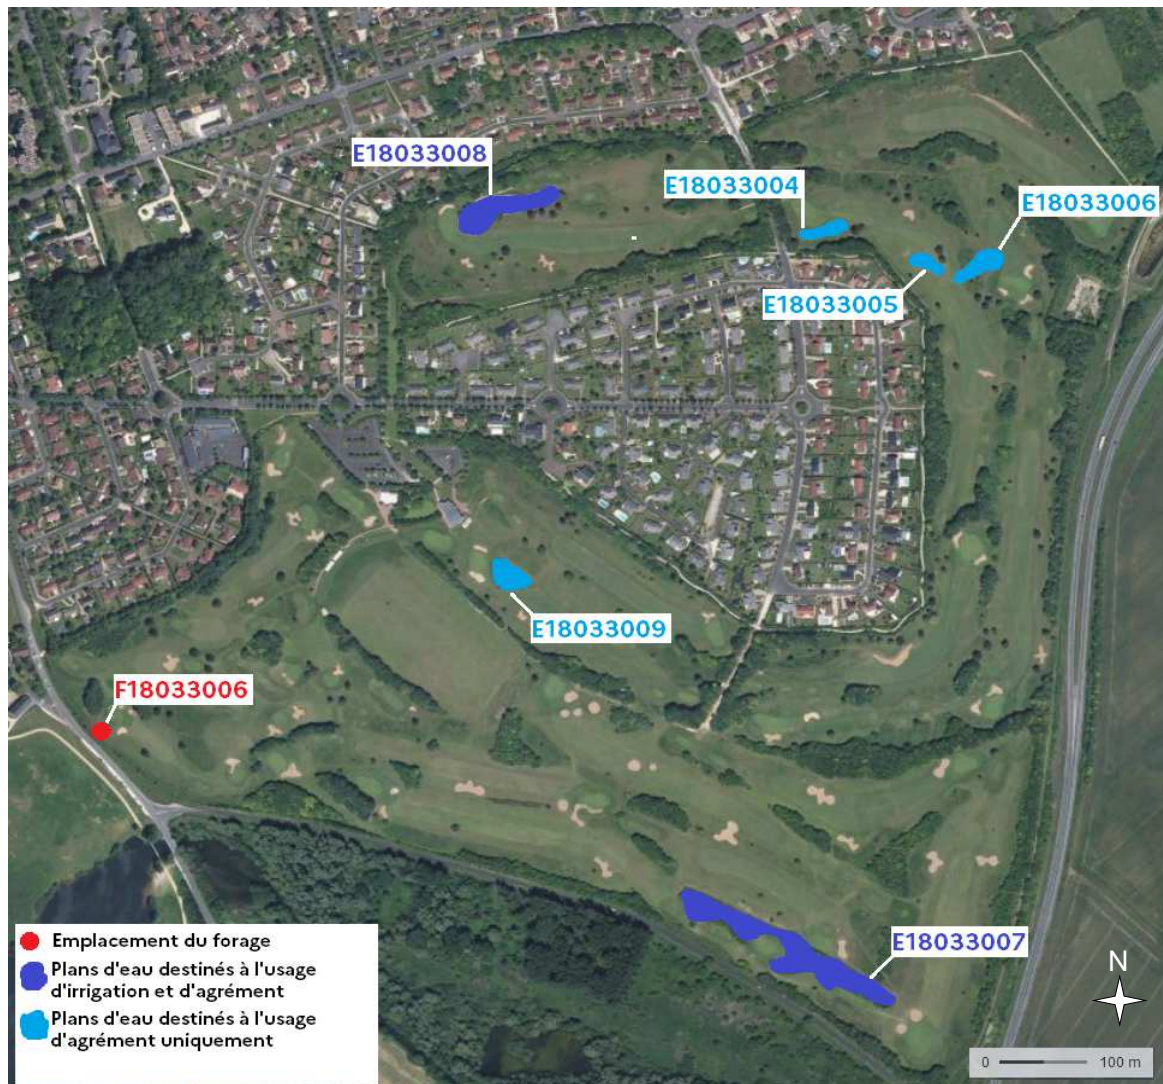 E18033008
E18033004
E18033006
E18033005
E18033009
F18033006
E18033007
Emplacement du forage
Plans d'eau destinés à l'usage
d'irrigation et d'agrément
Plans d'eau destinés à l'usage
d'agrément uniquement
N
0 100 m